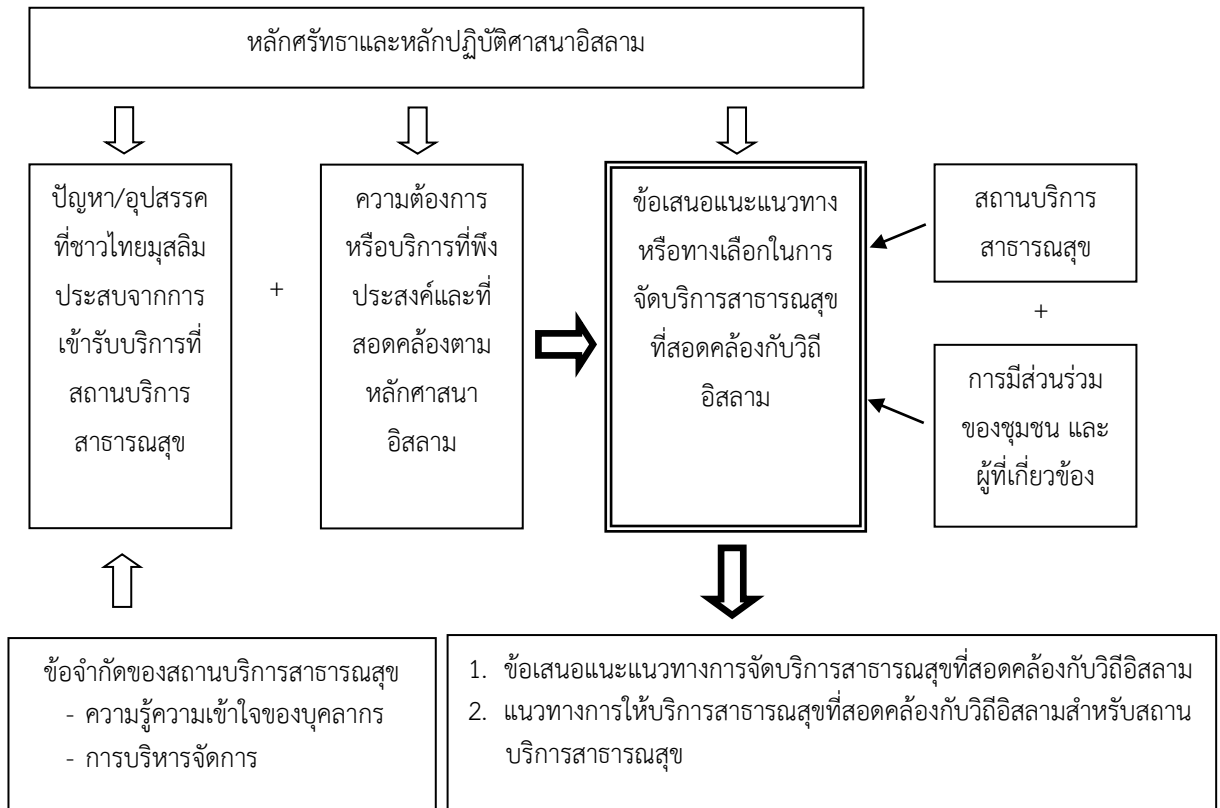 หลักศรัทธาและหลักปฏิบัติศาสนาอิสลาม
ปัญหา/อุปสรรค
ที่ชาวไทยมุสลิม
ประสบจากการ
เข้ารับบริการที่
สถานบริการ
สาธารณสุข
+
ความต้องการ
หรือบริการที่พึง
ประสงค์และที่
สอดคล้องตาม
หลักศาสนา
อิสลาม
ข้อเสนอแนะแนวทาง
หรือทางเลือกในการ
จัดบริการสาธารณสุข
ที่สอดคล้องกับวิถี
อิสลาม
สถานบริการ
สาธารณสุข
+
การมีส่วนร่วม
ของชุมชน และ
ผู้ที่เกี่ยวข้อง
ข้อจำกัดของสถานบริการสาธารณสุข
- ความรู้ความเข้าใจของบุคลากร
- การบริหารจัดการ
1. ข้อเสนอแนะแนวทางการจัดบริการสาธารณสุขที่สอดคล้องกับวิถีอิสลาม
2. แนวทางการให้บริการสาธารณสุขที่สอดคล้องกับวิถีอิสลามสำหรับสถาน
บริการสาธารณสุข